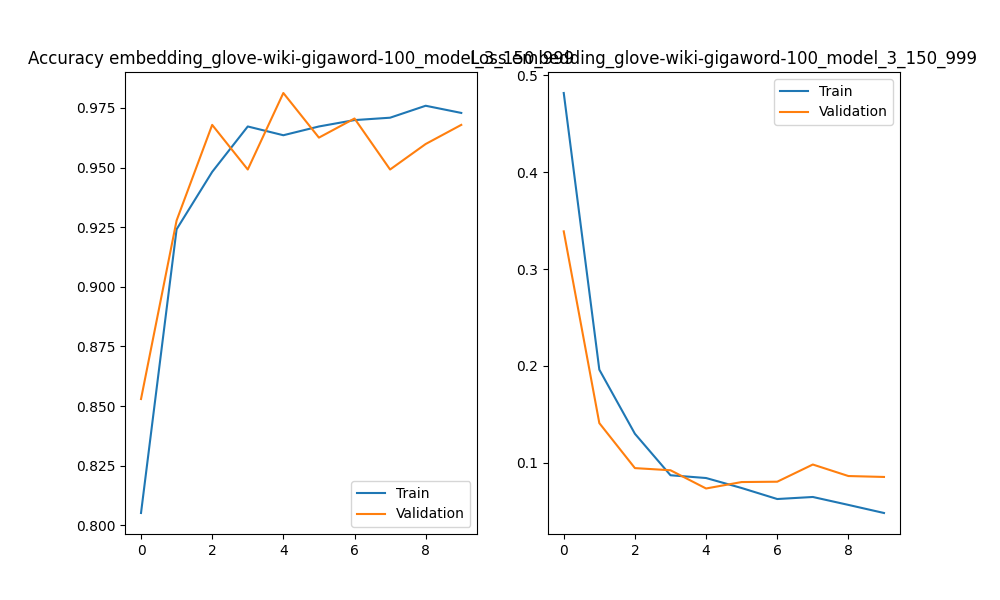 Accuracy embedding_glove-wiki-gigaword-100_model_3_150_999
Loss embedding_glove-wiki-gigaword-100_model_3_150_999
0.975
0.950
0.925
0.900
0.875
0.850
0.825
0.800
0 2 4 6 8
Train
Validation
0.5
0.4
0.3
0.2
0.1
0 2 4 6 8
Train
Validation